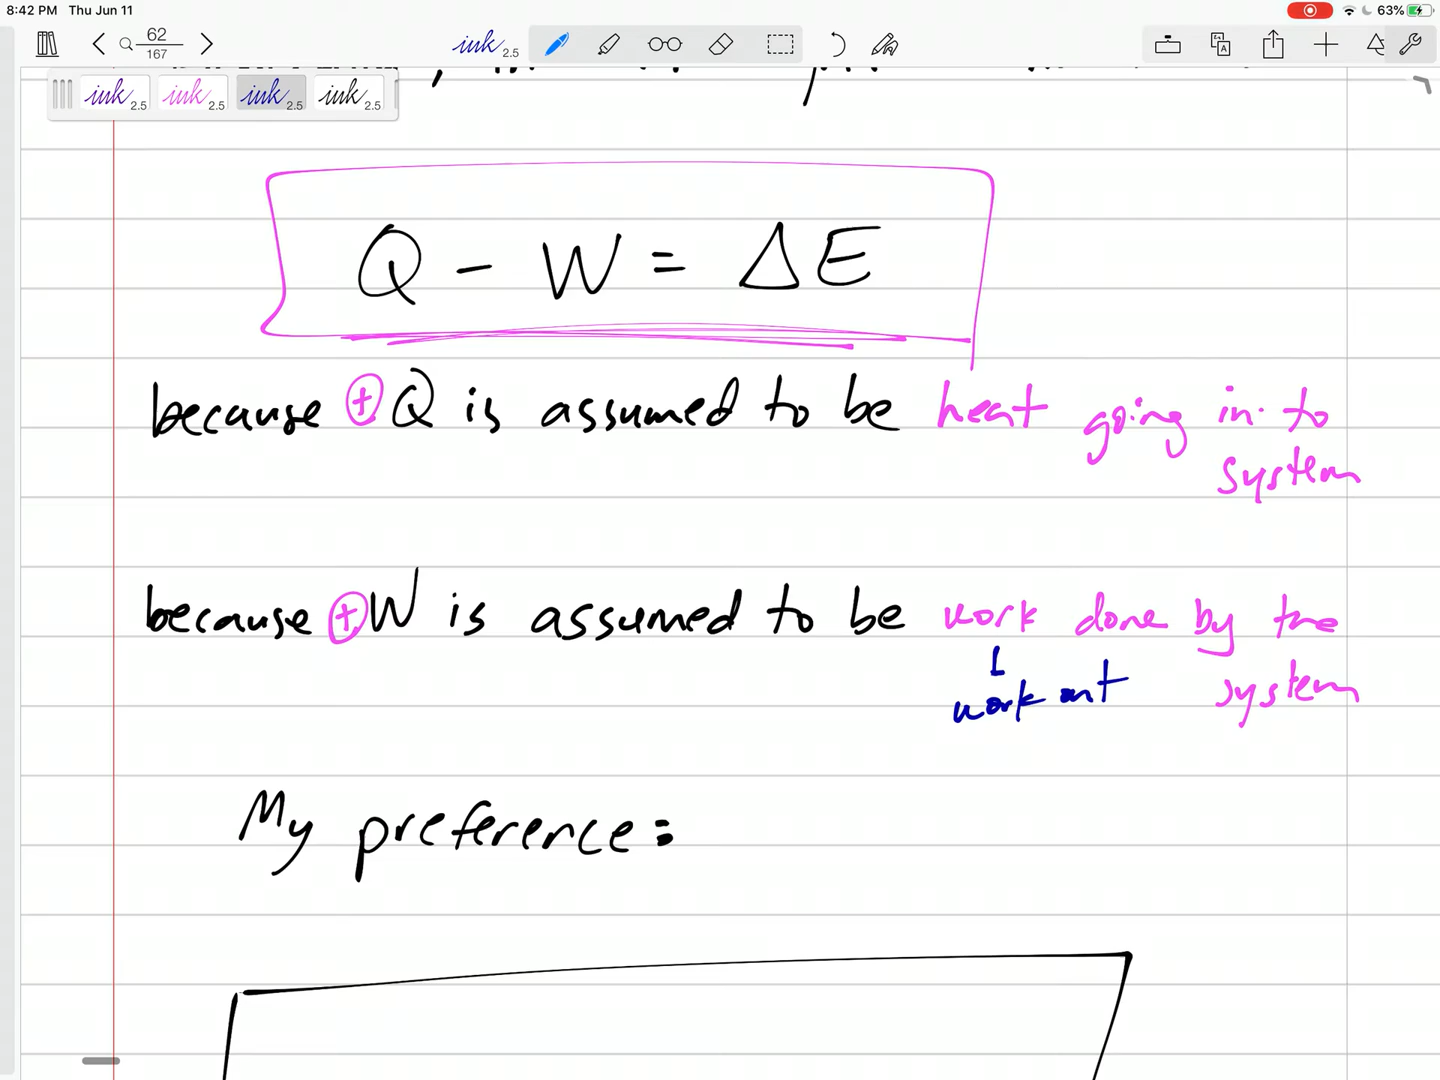 8:42 PM Thu Jun 11
63%
62
167
ink 2.5
ink 2.5
ink 2.5
ink 2.5
ink 2.5
Q - W = ΔE
because ⊕Q is assumed to be heat going in to
system
because ⊕W is assumed to be work done by the
system
work out
My preference: